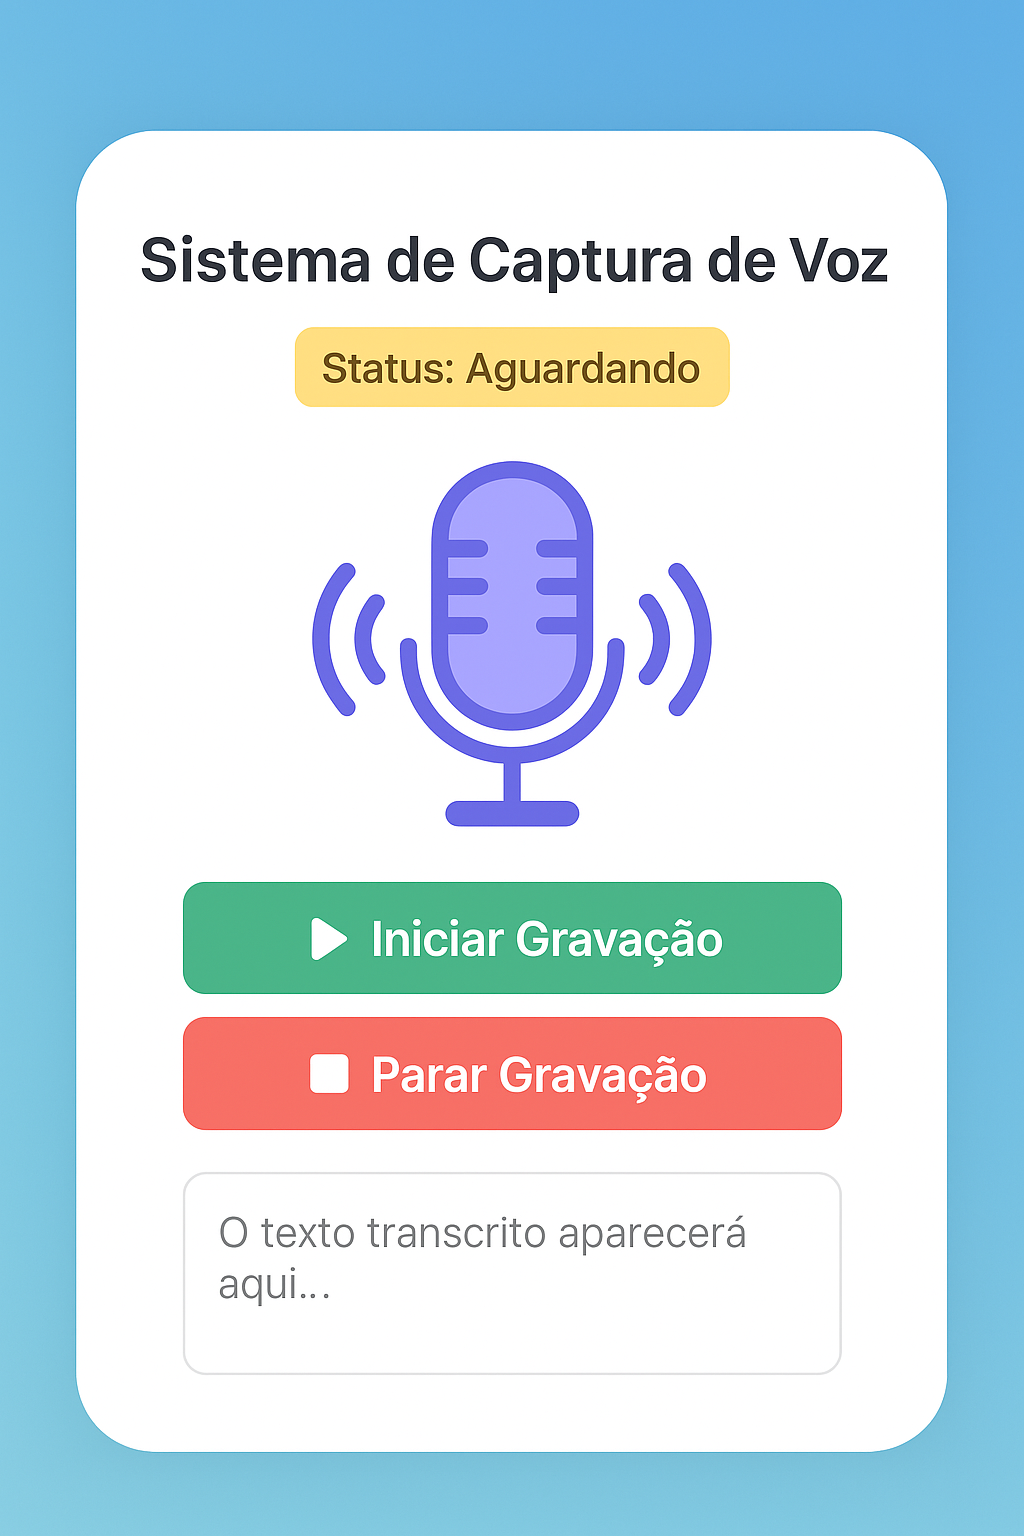 Sistema de Captura de Voz
Status: Aguardando
Iniciar Gravação
Parar Gravação
O texto transcrito aparecerá
aqui...